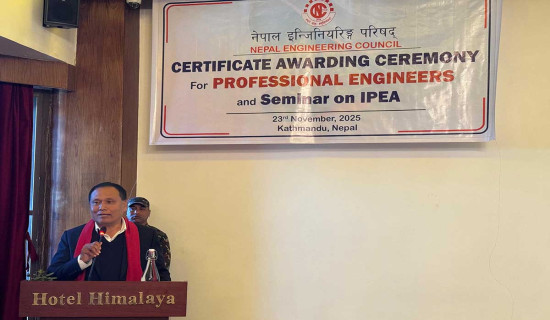 नेपाल इन्जिनियरिङ्ग परिषद्
NEPAL ENGINEERING COUNCIL
CERTIFICATE AWARDING CEREMONY
For PROFESSIONAL ENGINEERS
and Seminar on IPEA
23rd November, 2025
Kathmandu, Nepal
Hotel Himalaya